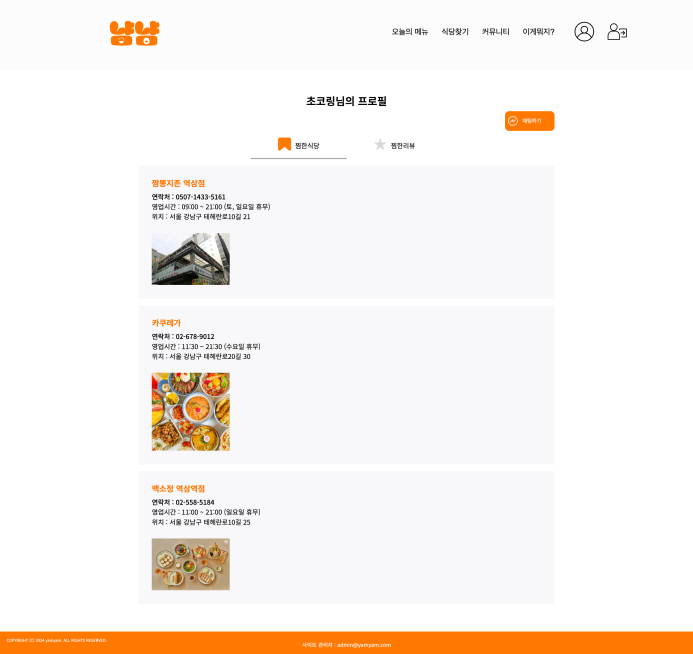 냠냠
오늘의 메뉴 식당찾기 커뮤니티 이게뭐지?
초코링님의 프로필
채팅하기
찜한식당 찜한리뷰
짬뽕지존 역삼점
연락처 : 0507-1433-5161
영업시간 : 09:00 ~ 21:00 (토, 일요일 휴무)
위치 : 서울 강남구 테헤란로10길 21
카쿠레가
연락처 : 02-678-9012
영업시간 : 11:30 ~ 21:30 (수요일 휴무)
위치 : 서울 강남구 테헤란로20길 30
백소정 역삼역점
연락처 : 02-558-5184
영업시간 : 11:00 ~ 21:00 (일요일 휴무)
위치 : 서울 강남구 테헤란로10길 25
COPYRIGHT (C) 2024 yamyam. ALL RIGHTS RESERVED.
사이트 관리자 : admin@yamyam.com